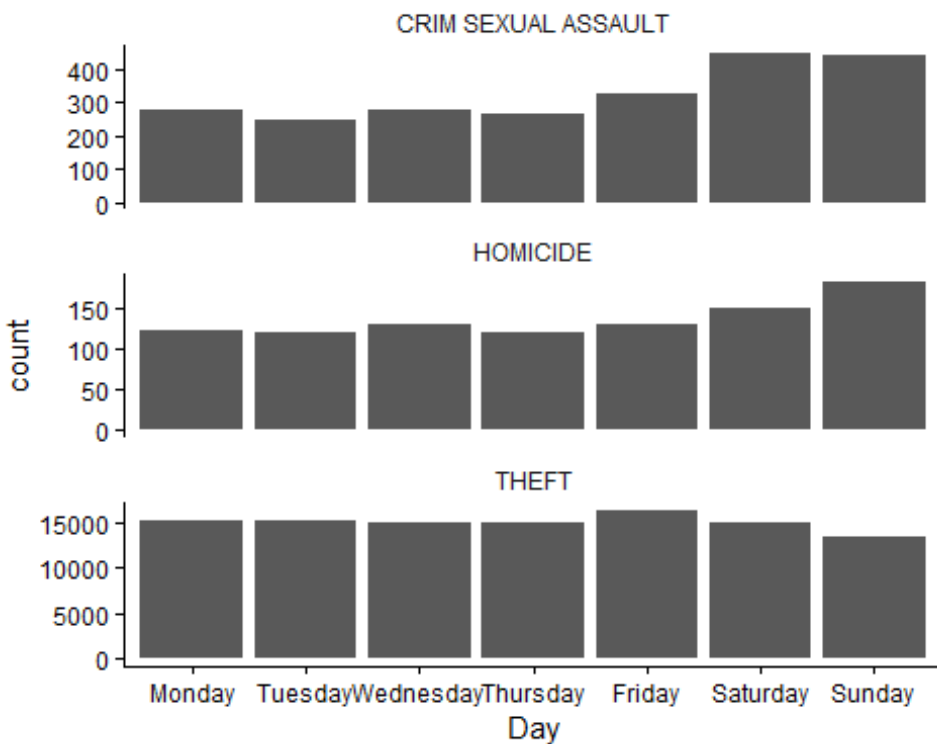 CRIM SEXUAL ASSAULT
400
300
200
100
0
HOMICIDE
150
100
50
0
count
THEFT
15000
10000
5000
0
Monday Tuesday Wednesday Thursday Friday Saturday Sunday
Day